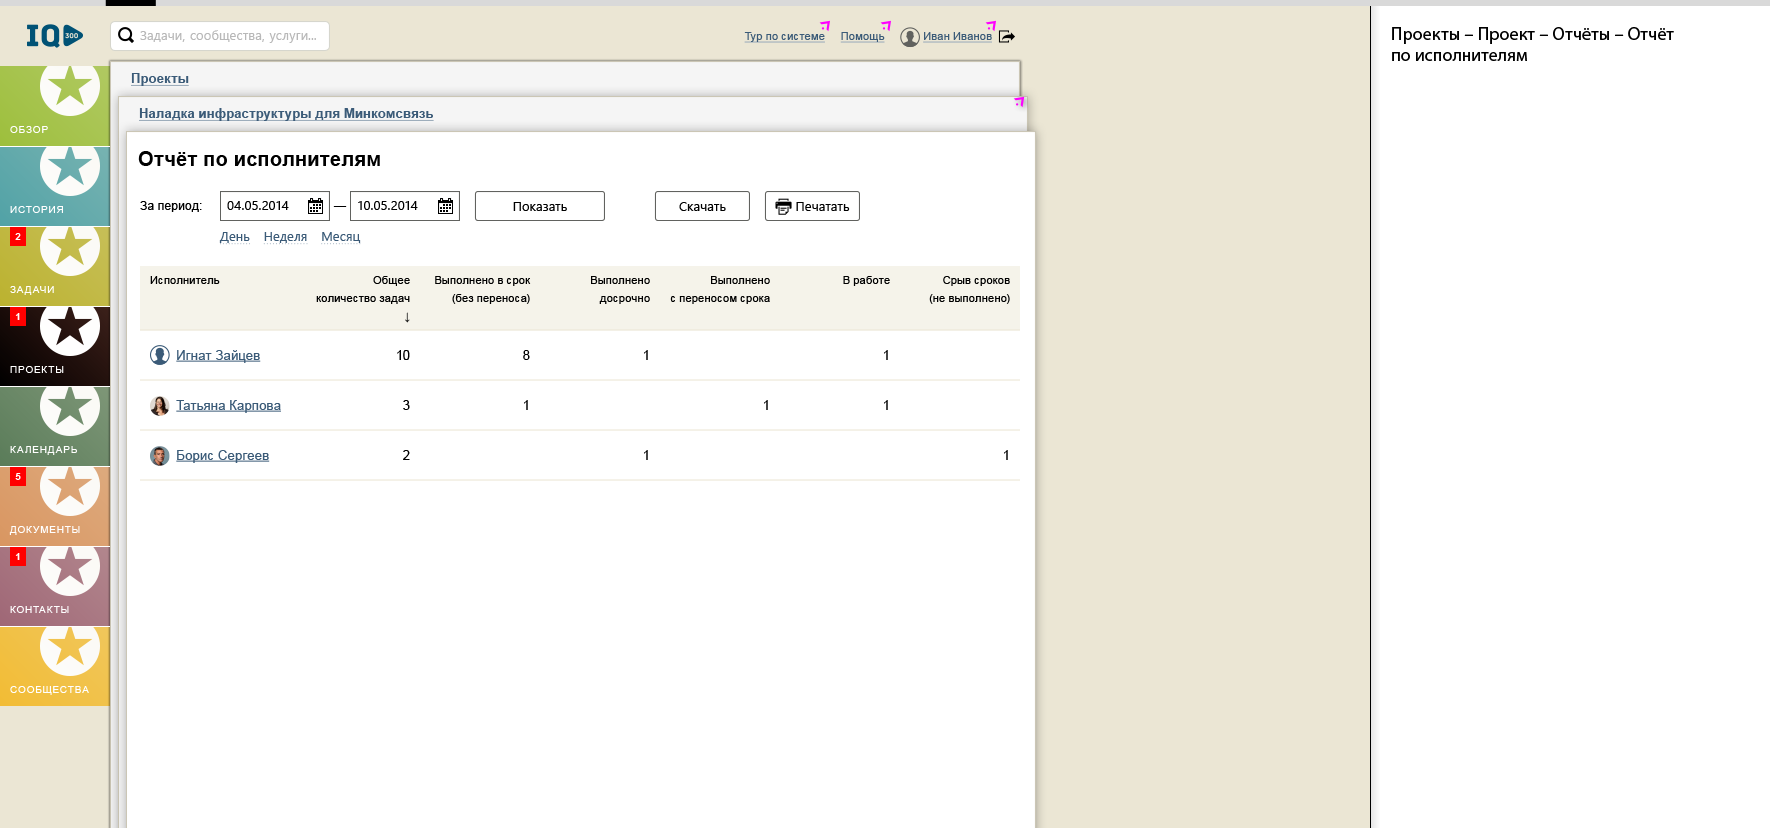 IQ 300
Задачи, сообщества, услуги...
Тур по системе
Помощь
Иван Иванов
Проекты – Проект – Отчёты – Отчёт
по исполнителям
ОБЗОР
ИСТОРИЯ
2
ЗАДАЧИ
1
ПРОЕКТЫ
КАЛЕНДАРЬ
5
ДОКУМЕНТЫ
1
КОНТАКТЫ
СООБЩЕСТВА
Проекты
Наладка инфраструктуры для Минкомсвязь
Отчёт по исполнителям
За период: 04.05.2014 — 10.05.2014 Показать Скачать Печатать
День Неделя Месяц
Исполнитель Общее Выполнено в срок Выполнено Выполнено В работе Срыв сроков
количество задач (без переноса) досрочно с переносом срока (не выполнено)
↓
Игнат Зайцев 10 8 1 1
Татьяна Карпова 3 1 1 1
Борис Сергеев 2 1 1